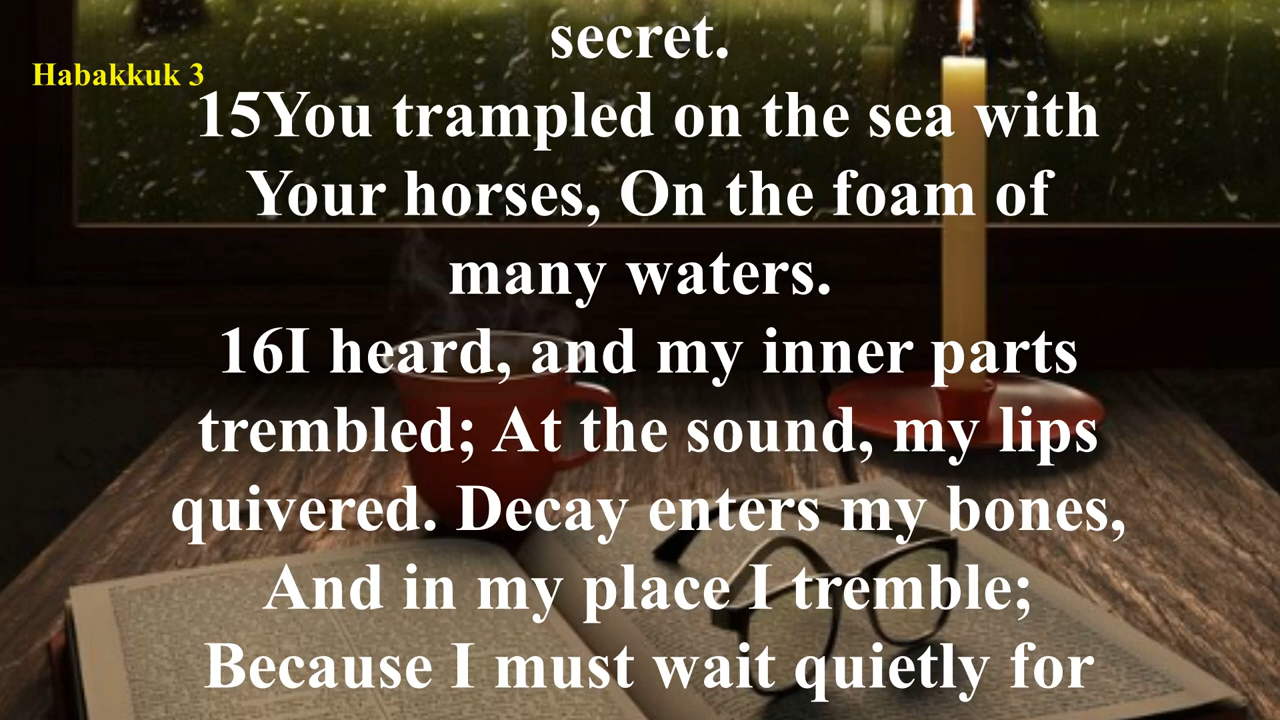 secret.
Habakkuk 3
15You trampled on the sea with
Your horses, On the foam of
many waters.
16I heard, and my inner parts
trembled; At the sound, my lips
quivered. Decay enters my bones,
And in my place I tremble;
Because I must wait quietly for